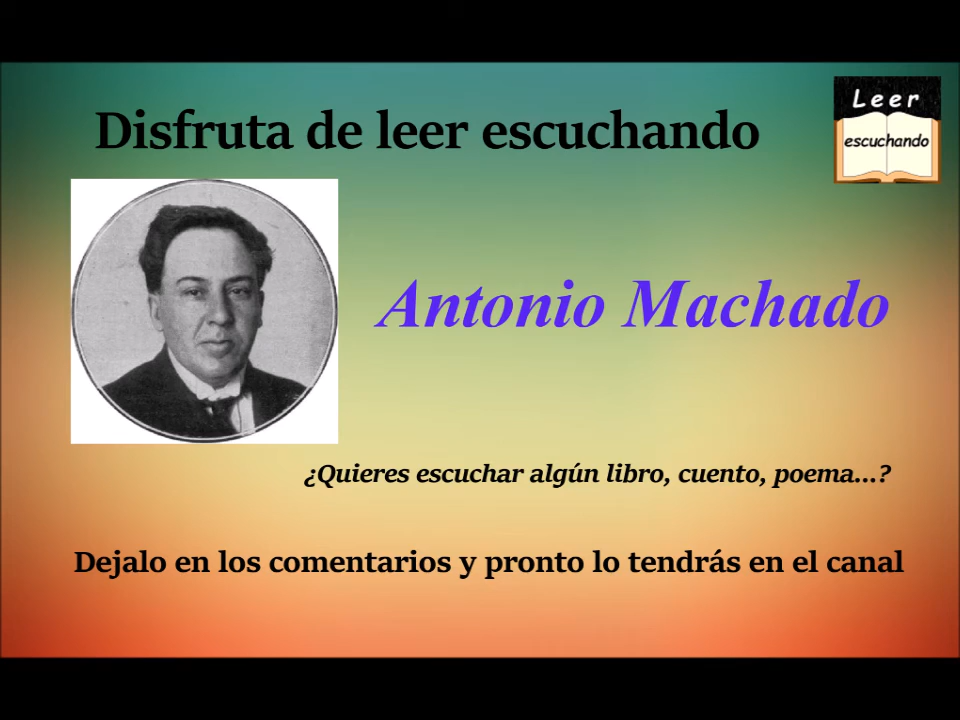 Disfruta de leer escuchando
Leer
escuchando
Antonio Machado
¿Quieres escuchar algún libro, cuento, poema...?
Dejalo en los comentarios y pronto lo tendrás en el canal